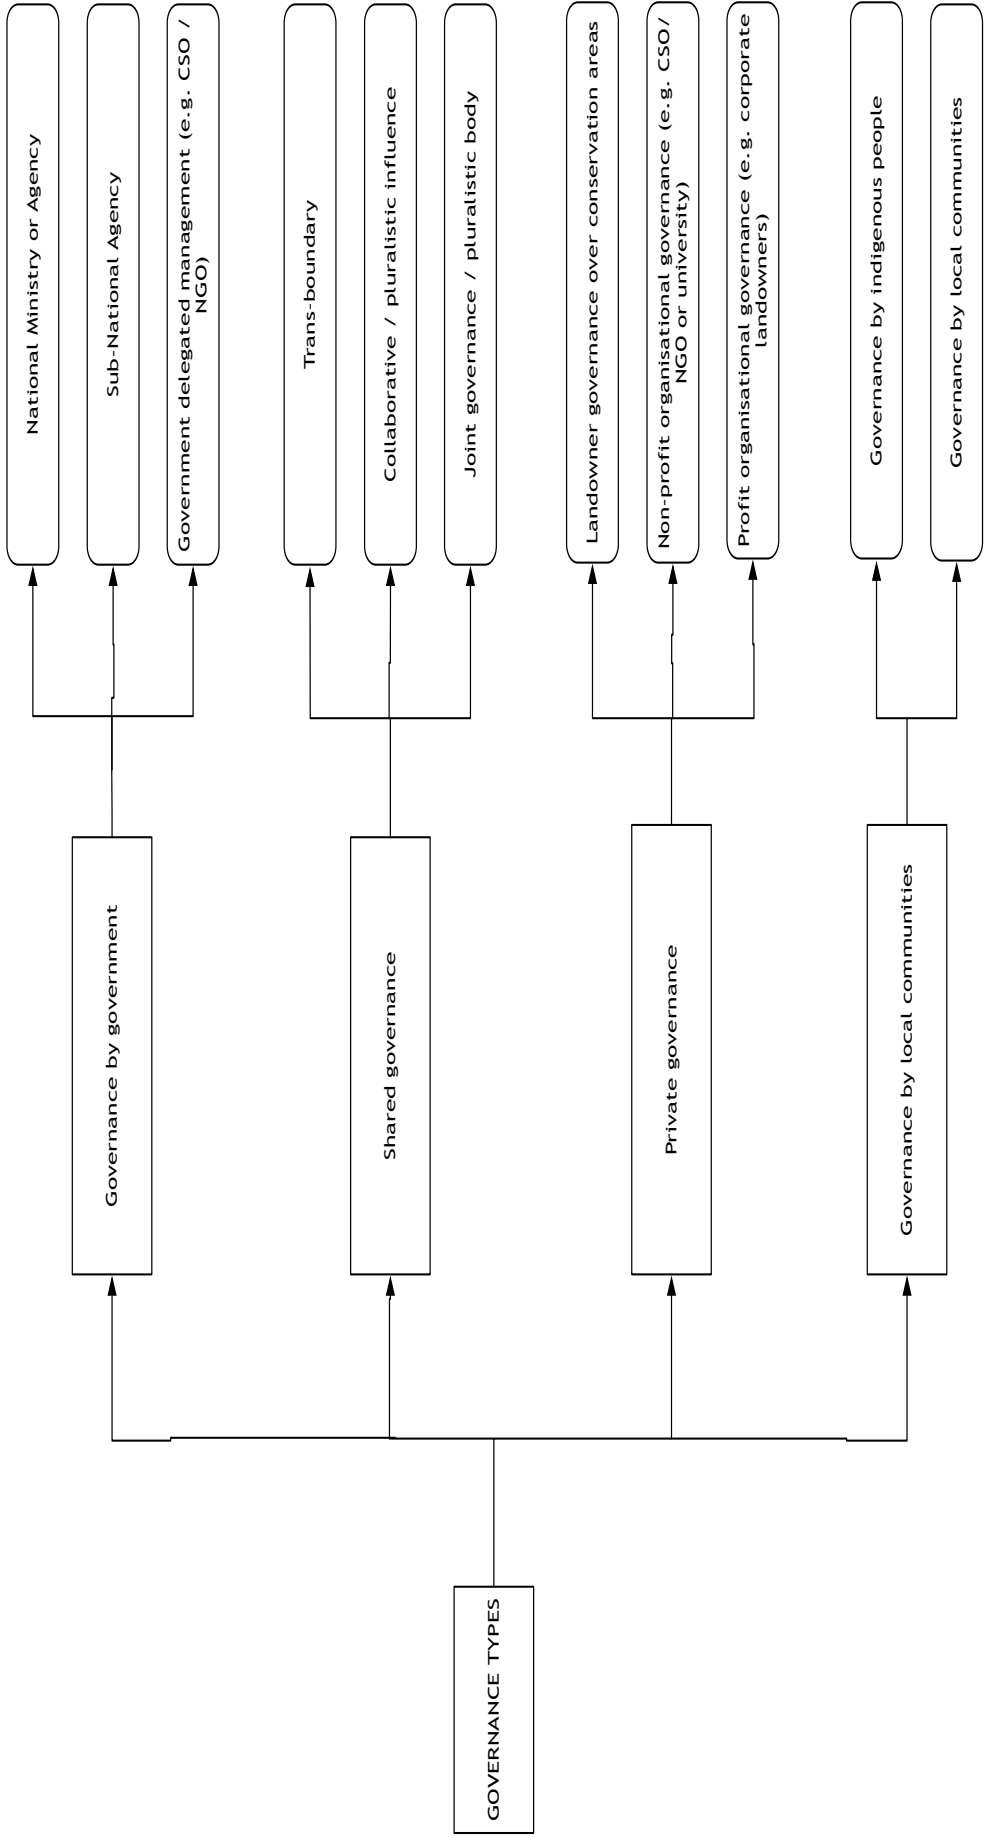 GOVERNANCE TYPES
Governance by government
National Ministry or Agency
Sub-National Agency
Government delegated management (e.g. CSO /
NGO)
Shared governance
Trans-boundary
Collaborative / pluralistic influence
Joint governance / pluralistic body
Private governance
Landowner governance over conservation areas
Non-profit organisational governance (e.g. CSO/
NGO or university)
Profit organisational governance (e.g. corporate
landowners)
Governance by local communities
Governance by indigenous people
Governance by local communities